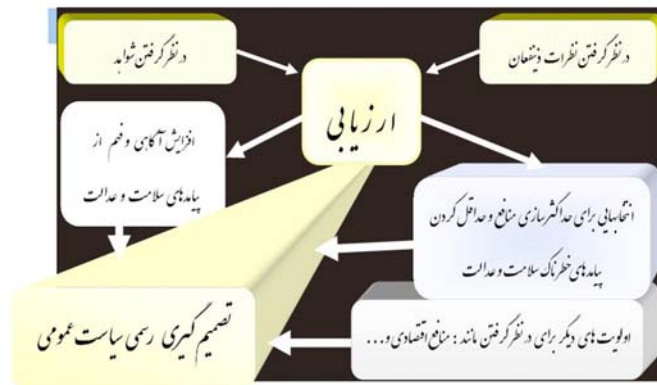 در نظر گرفتن نظرات ذینفعان
در نظر گرفتن شواهد
ارزیابی
افزایش آگاهی و فهم از
پیامدهای سلامت و عدالت
انتخابهایی برای حداکثرسازی منافع و حداقل کردن
پیامدهای خطرناک سلامت و عدالت
تصمیم گیری رسمی سیاست عمومی
اولویت های دیگر برای در نظر گرفتن مانند : منافع اقتصادی و...